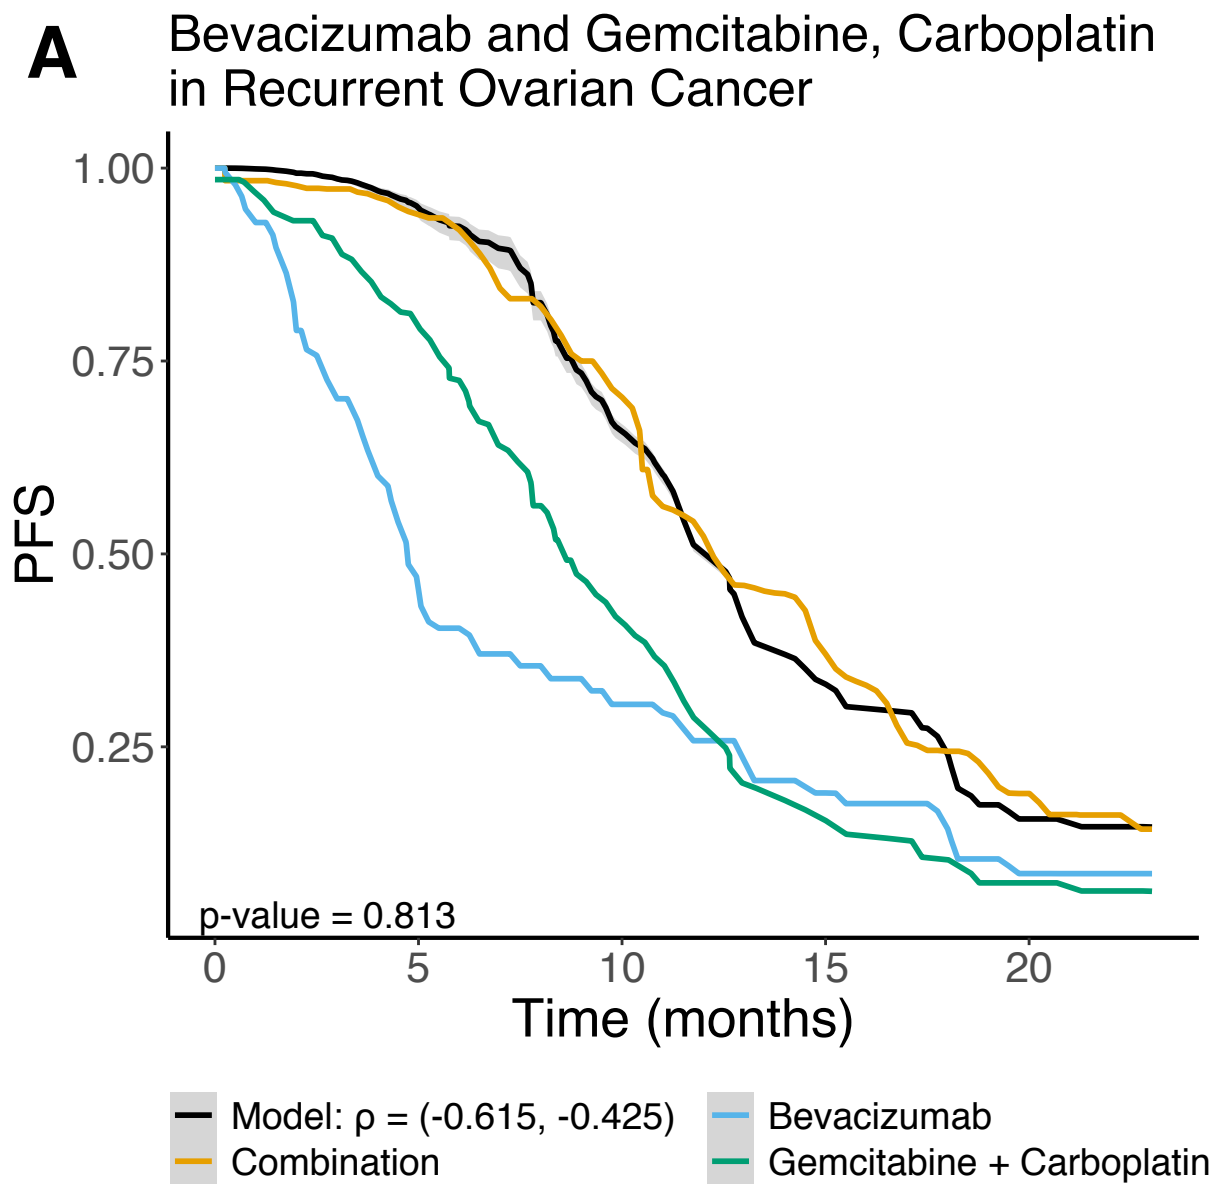 A
Bevacizumab and Gemcitabine, Carboplatin
in Recurrent Ovarian Cancer
PFS
1.00
0.75
0.50
0.25
p-value = 0.813
0 5 10 15 20
Time (months)
Model: ρ = (-0.615, -0.425)
Combination
Bevacizumab
Gemcitabine + Carboplatin